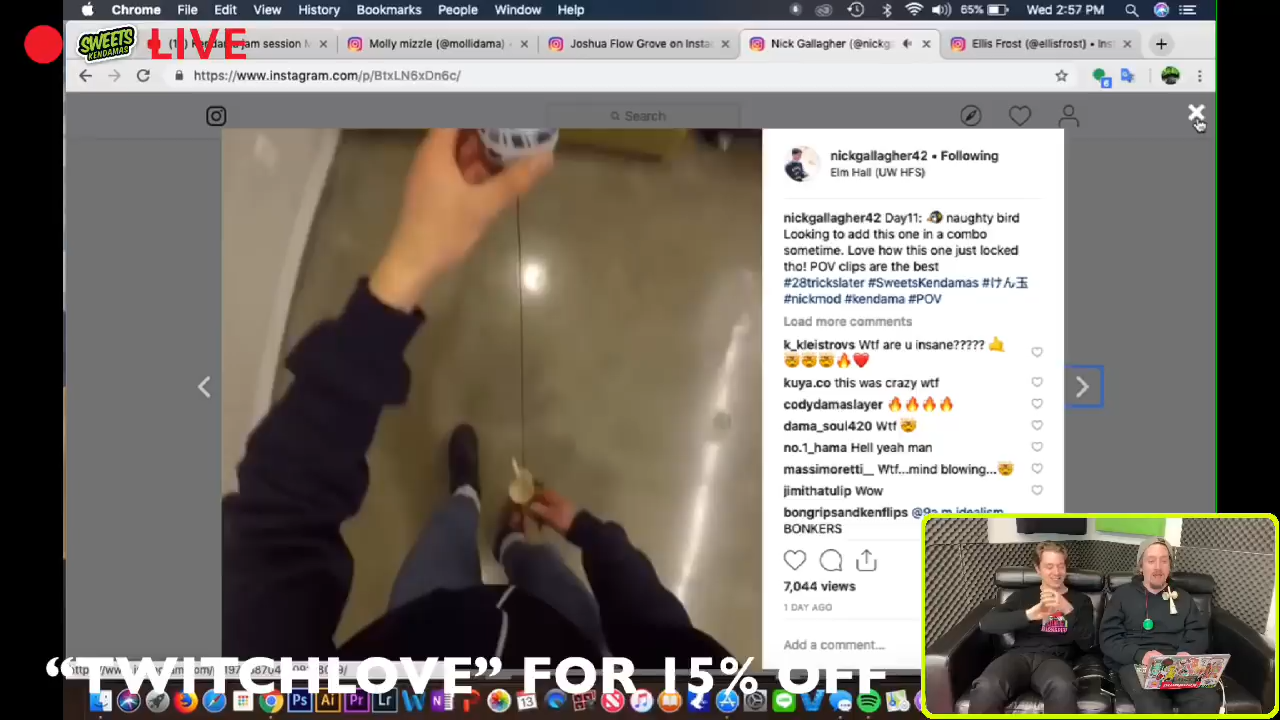 Chrome File Edit View History Bookmarks People Window Help 65% Wed 2:57 PM
SWEETS KENDAMAS LIVE
Kendama jam session M
Molly mizzle (@mollidama)
Joshua Flow Grove on Insta
Nick Gallagher (@nickg
Ellis Frost (@ellisfrost) • Inst
https://www.instagram.com/p/BtxLN6xDn6c/
Search
nickgallagher42 • Following
Elm Hall (UW HFS)
nickgallagher42 Day11: 🐧 naughty bird
Looking to add this one in a combo
sometime. Love how this one just locked
tho! POV clips are the best
#28trickslater #SweetsKendamas #けん玉
#nickmod #kendama #POV
Load more comments
k_kleistrovs Wtf are u insane????? 🤙
🤯🤯🤯🔥❤️
kuya.co this was crazy wtf
codydamaslayer 🔥🔥🔥🔥
dama_soul420 Wtf 🤯
no.1_hama Hell yeah man
massimoretti__ Wtf...mind blowing...🤯
jimithatulip Wow
bongripsandkenflips @9a.m.idealism
BONKERS
7,044 views
1 DAY AGO
Add a comment...
“TWITCHLOVE” FOR 15% OFF